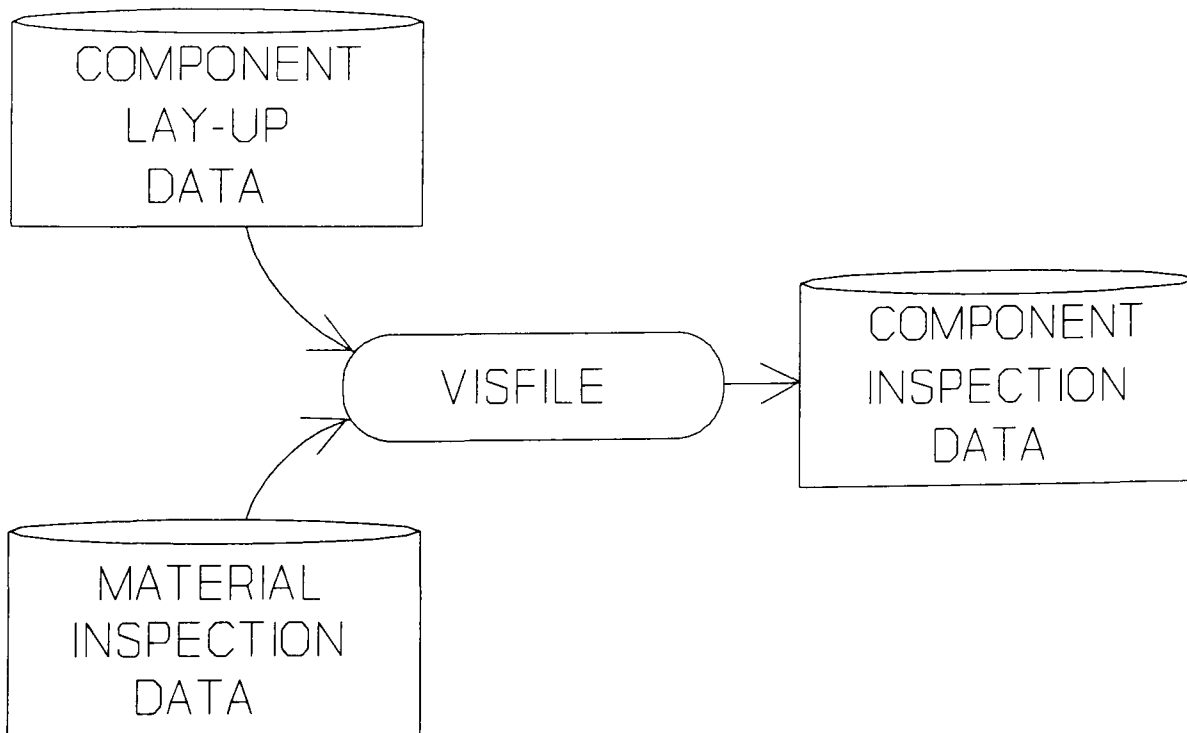 COMPONENT
LAY-UP
DATA
VISFILE
COMPONENT
INSPECTION
DATA
MATERIAL
INSPECTION
DATA